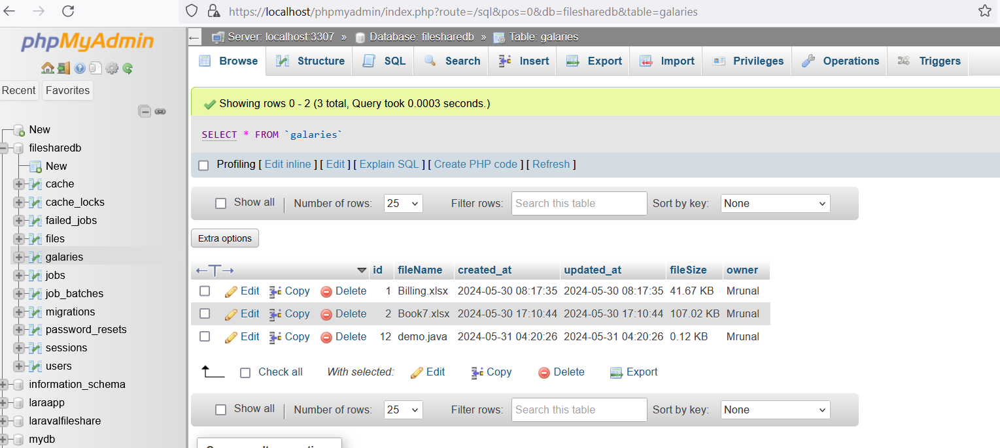 https://localhost/phpmyadmin/index.php?route=/sql&pos=0&db=filesharedb&table=galaries
phpMyAdmin
Recent Favorites
New
filesharedb
New
cache
cache_locks
failed_jobs
files
galaries
jobs
job_batches
migrations
password_resets
sessions
users
information_schema
laraapp
laravalfileshare
mydb
Server: localhost:3307 » Database: filesharedb » Table: galaries
Browse Structure SQL Search Insert Export Import Privileges Operations Triggers
Showing rows 0 - 2 (3 total, Query took 0.0003 seconds.)
SELECT * FROM `galaries`
Profiling [ Edit inline ] [ Edit ] [ Explain SQL ] [ Create PHP code ] [ Refresh ]
Show all | Number of rows: 25 Filter rows: Search this table Sort by key: None
Extra options
←T→ id fileName created_at updated_at fileSize owner
Edit Copy Delete 1 Billing.xlsx 2024-05-30 08:17:35 2024-05-30 08:17:35 41.67 KB Mrunal
Edit Copy Delete 2 Book7.xlsx 2024-05-30 17:10:44 2024-05-30 17:10:44 107.02 KB Mrunal
Edit Copy Delete 12 demo.java 2024-05-31 04:20:26 2024-05-31 04:20:26 0.12 KB Mrunal
Check all With selected: Edit Copy Delete Export
Show all | Number of rows: 25 Filter rows: Search this table Sort by key: None